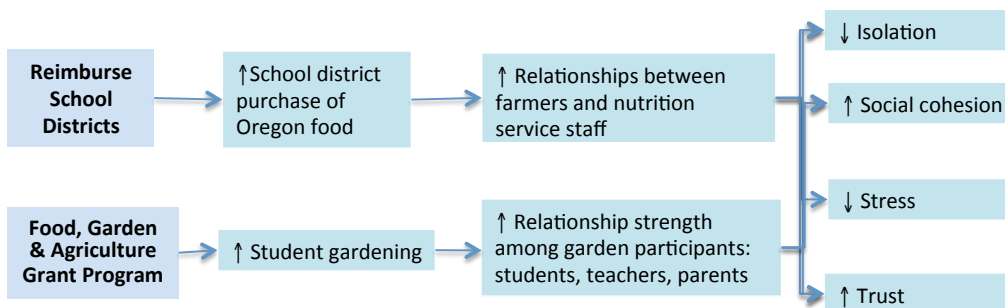 Reimburse
School
Districts
↑School district
purchase of
Oregon food
↑ Relationships between
farmers and nutrition
service staff
Food, Garden
& Agriculture
Grant Program
↑ Student gardening
↑ Relationship strength
among garden participants:
students, teachers, parents
↓ Isolation
↑ Social cohesion
↓ Stress
↑ Trust